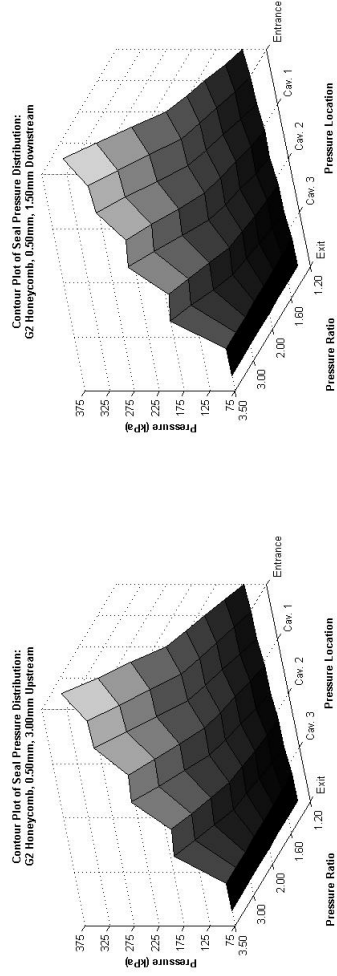 Contour Plot of Seal Pressure Distribution:
G2 Honeycomb, 0.50mm, 3.00mm Upstream
375
325
275
225
175
125
75
Pressure (kPa)
3.50
3.00
2.00
1.60
1.20
Pressure Ratio
Exit
Cav. 3
Cav. 2
Cav. 1
Entrance
Pressure Location
Contour Plot of Seal Pressure Distribution:
G2 Honeycomb, 0.50mm, 1.50mm Downstream
375
325
275
225
175
125
75
Pressure (kPa)
3.50
3.00
2.00
1.60
1.20
Pressure Ratio
Exit
Cav. 3
Cav. 2
Cav. 1
Entrance
Pressure Location